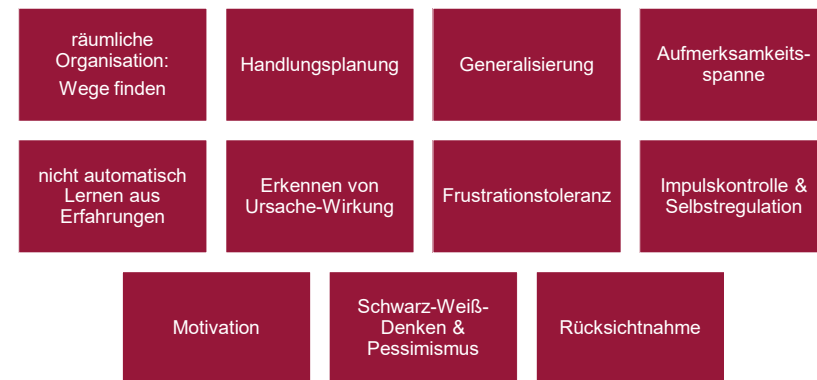 räumliche
Organisation:
Wege finden
Handlungsplanung
Generalisierung
Aufmerksamkeits-
spanne
nicht automatisch
Lernen aus
Erfahrungen
Erkennen von
Ursache-Wirkung
Frustrationstoleranz
Impulskontrolle &
Selbstregulation
Motivation
Schwarz-Weiß-
Denken &
Pessimismus
Rücksichtnahme